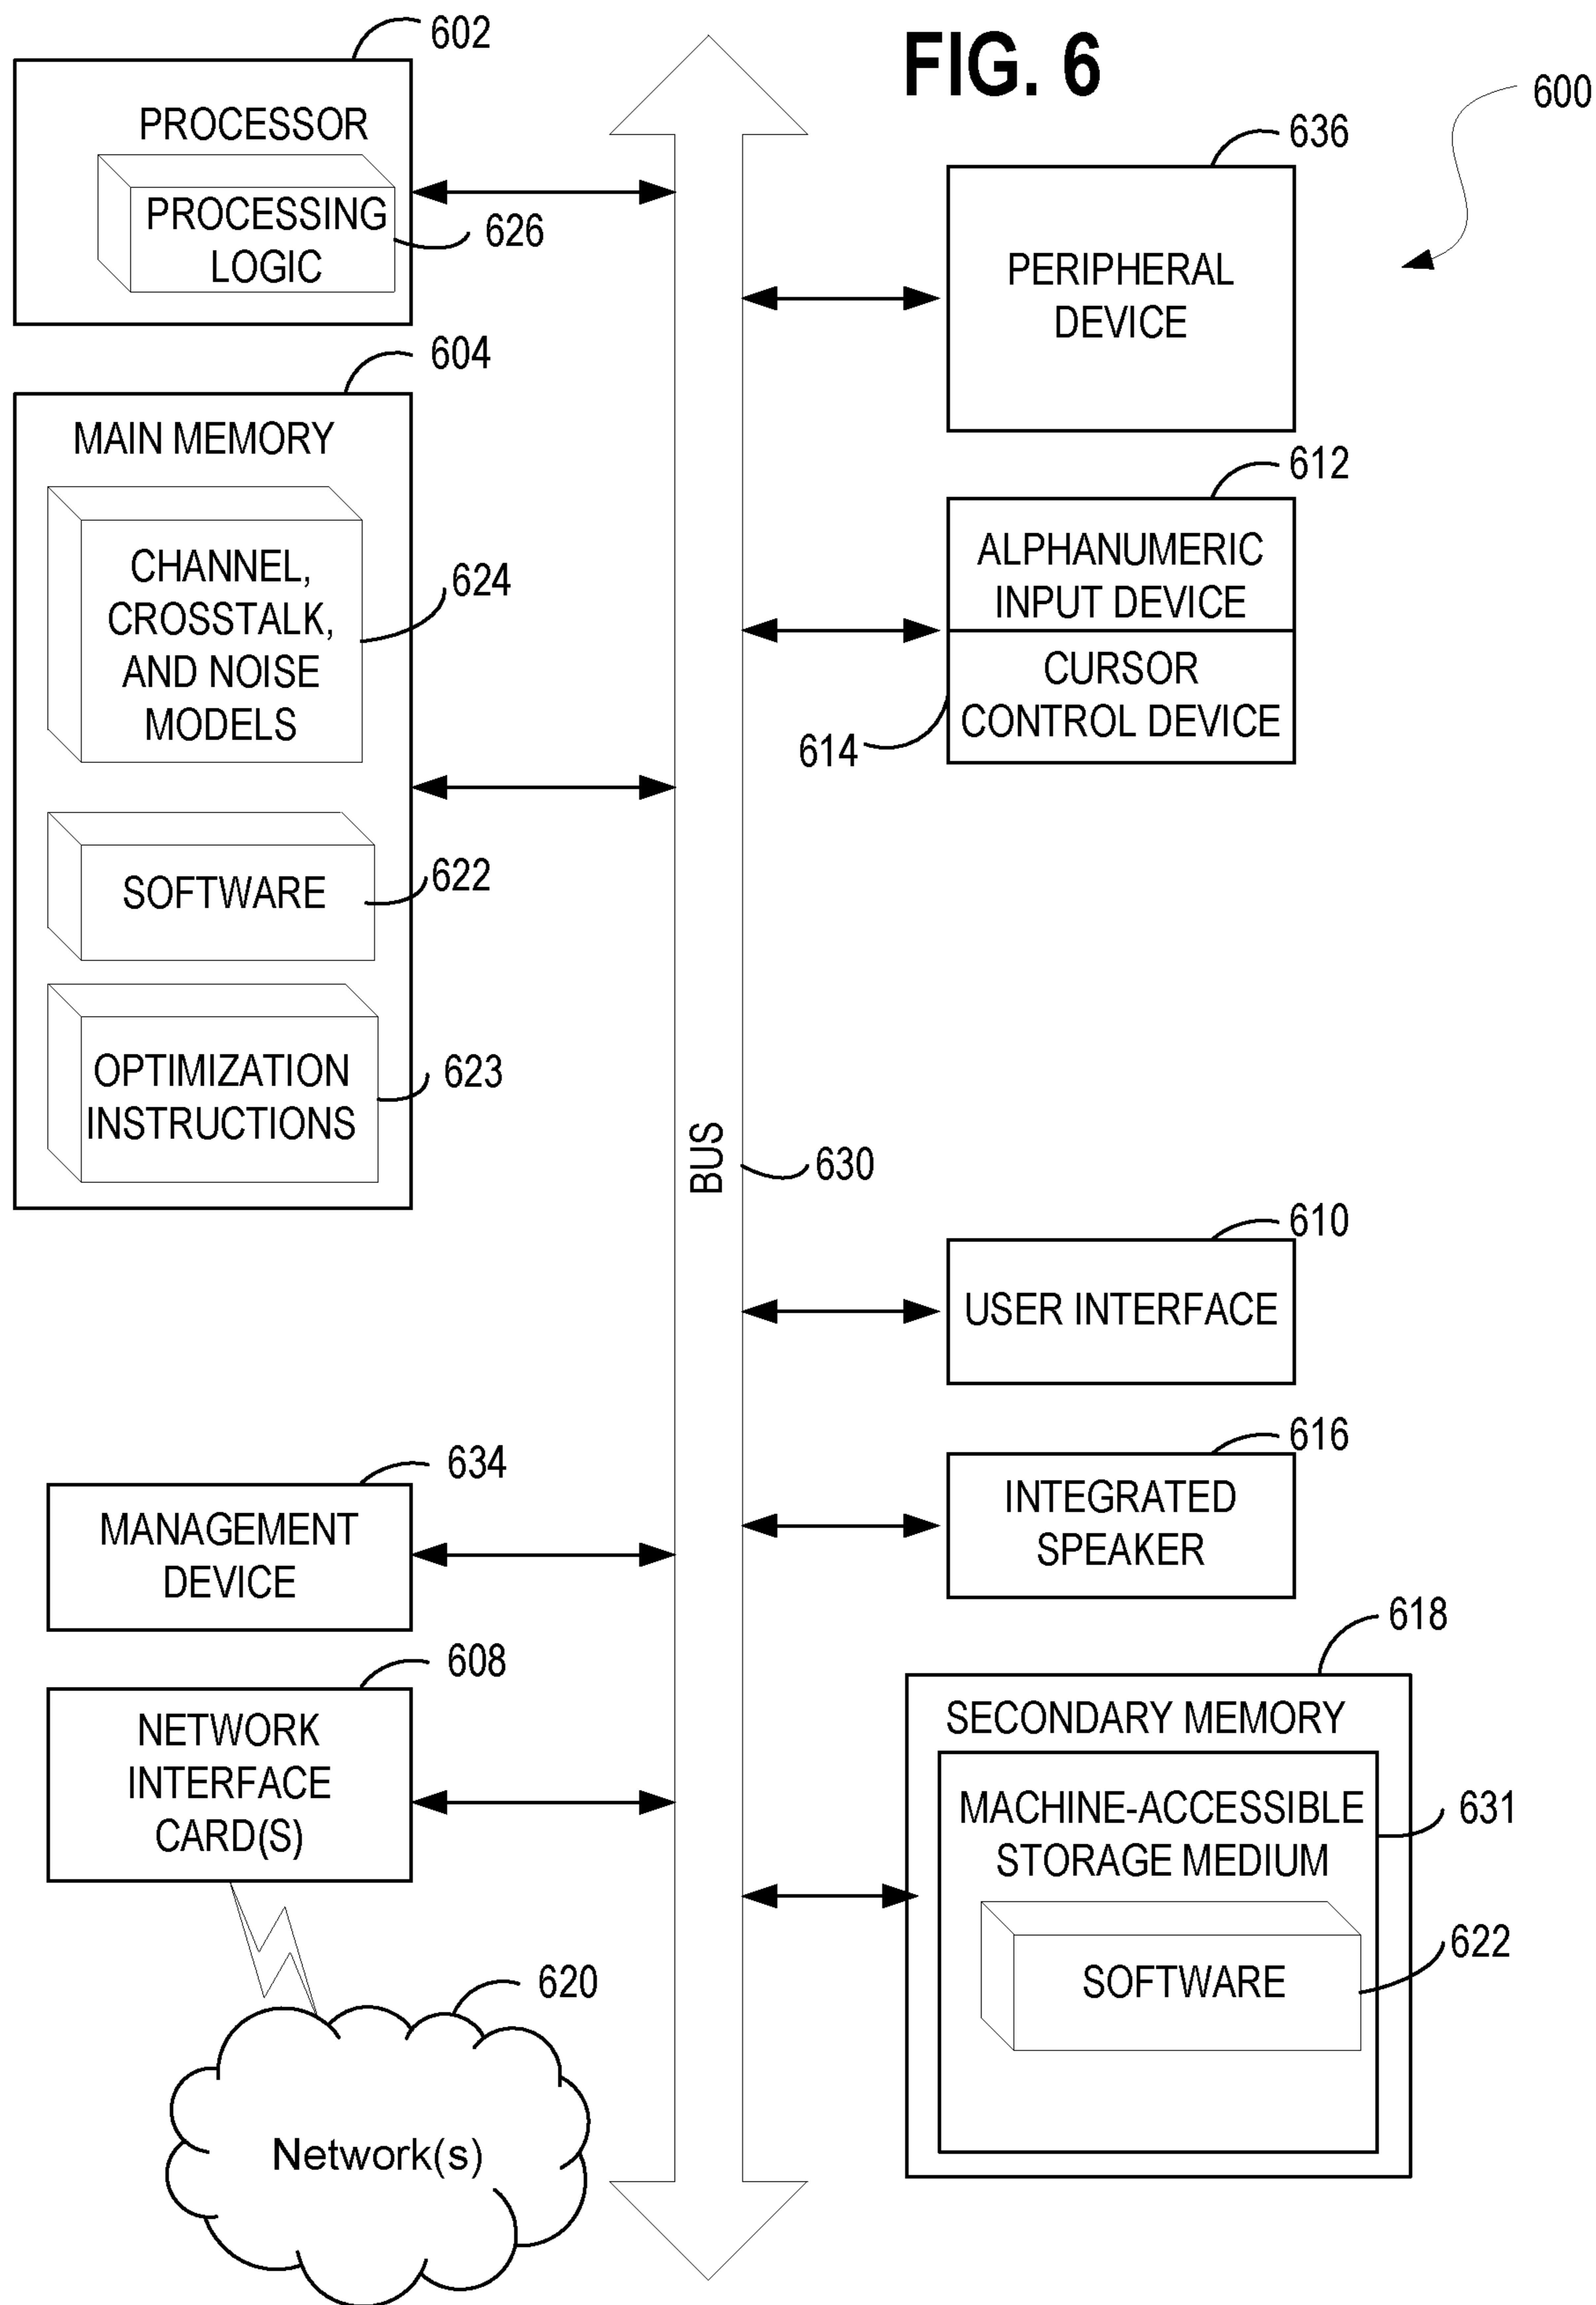 FIG. 6
600
602
PROCESSOR
PROCESSING
LOGIC
626
604
MAIN MEMORY
CHANNEL,
CROSSTALK,
AND NOISE
MODELS
624
SOFTWARE
622
OPTIMIZATION
INSTRUCTIONS
623
BUS
630
636
PERIPHERAL
DEVICE
612
ALPHANUMERIC
INPUT DEVICE
CURSOR
CONTROL DEVICE
614
610
USER INTERFACE
616
INTEGRATED
SPEAKER
634
MANAGEMENT
DEVICE
608
NETWORK
INTERFACE
CARD(S)
620
Network(s)
618
SECONDARY MEMORY
MACHINE-ACCESSIBLE
STORAGE MEDIUM
631
SOFTWARE
622